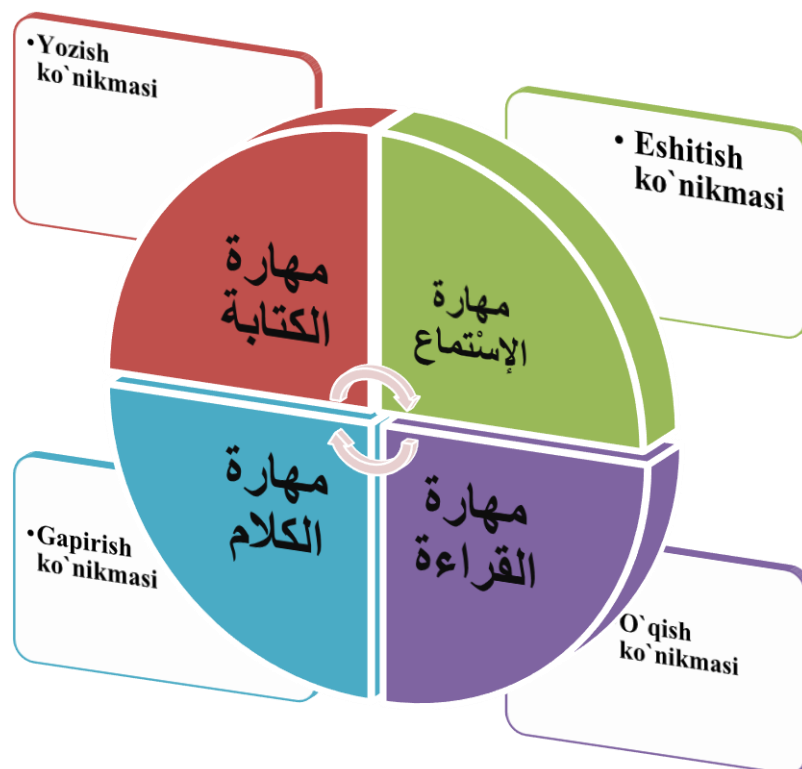 •Yozish
ko`nikmasi
• Eshitish
ko`nikmasi
مهارة
الكتابة
مهارة
الإسْتماع
مهارة
الكلام
مهارة
القراءة
•Gapirish
ko`nikmasi
O`qish
ko`nikmasi